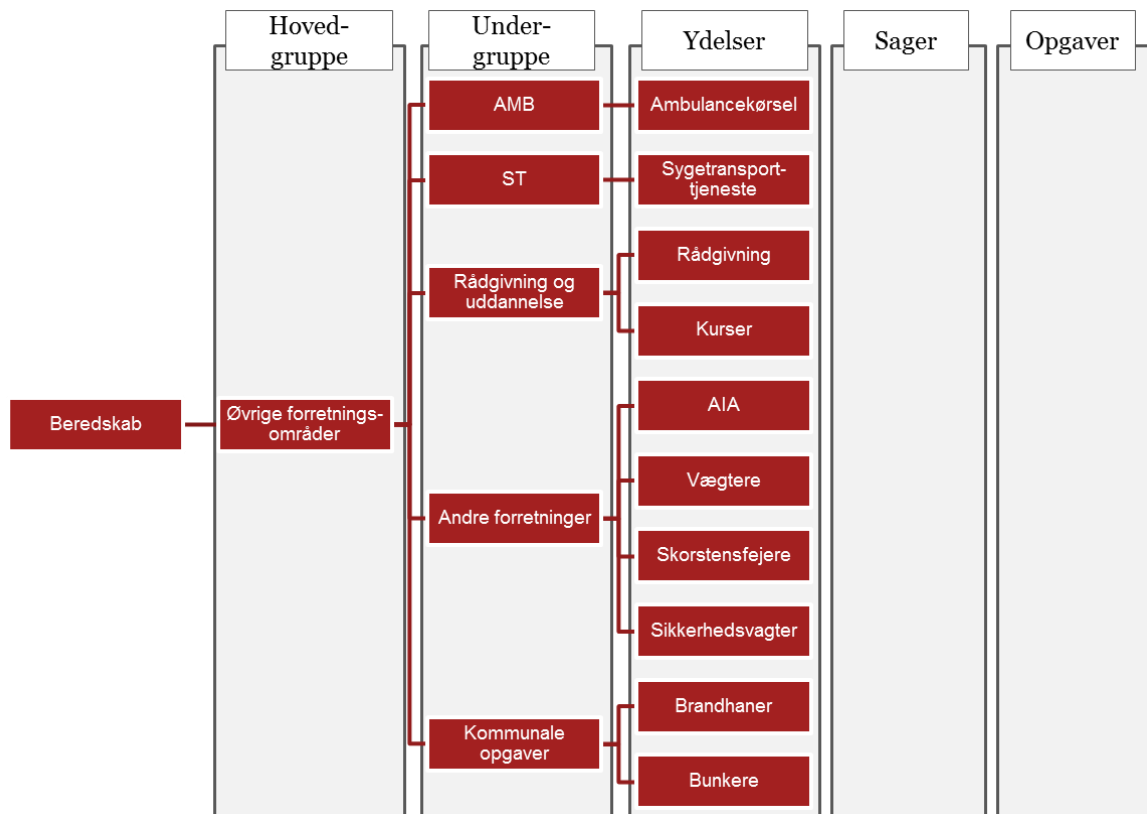 Hoved-
gruppe
Under-
gruppe
Ydelser
Sager
Opgaver
AMB
Ambulancekørsel
ST
Sygetransport-
tjeneste
Rådgivning og
uddannelse
Rådgivning
Kurser
Beredskab
Øvrige forretnings-
områder
Andre forretninger
AIA
Vægtere
Skorstensfejere
Sikkerhedsvagter
Kommunale
opgaver
Brandhaner
Bunkere